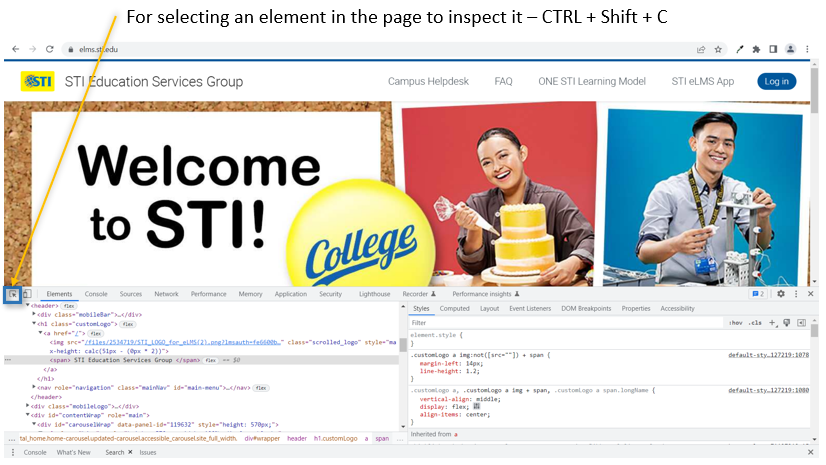 For selecting an element in the page to inspect it – CTRL + Shift + C
elms.sti.edu
STI STI Education Services Group Campus Helpdesk FAQ ONE STI Learning Model STI eLMS App Log in
Welcome
to STI!
College
Elements Console Sources Network Performance Memory Application Security Lighthouse Recorder Performance insights 2
<header> flex
<div class="mobileBar">…</div>
<h1 class="customLogo"> flex
<a href="/"> flex
<img src="/files/2534719/STI_LOGO_for_eLMS(2).png?lmsauth=fe6600b…" class="scrolled_logo" style="ma
x-height: calc(51px - (0px * 2))">
<span> STI Education Services Group </span> flex == $0
</a>
</h1>
<nav role="navigation" class="mainNav" id="main-menu">…</nav> flex
</header>
<div class="mobileLogo">…</div>
<div id="contentWrap" role="main">
<div class="carouselWrap" data-panel-id="119632" style="height: 570px;">
… tal_home.home-carousel.updated-carousel.accessible_carousel.site_full_width. div#wrapper header h1.customLogo a span
Styles Computed Layout Event Listeners DOM Breakpoints Properties Accessibility
Filter :hov .cls
element.style {
}
.customLogo a img:not([src=""]) + span { default-sty…127219:1078
margin-left: 14px;
line-height: 1.2;
}
.customLogo a, .customLogo a img + span, .customLogo a span.longName { default-sty…127219:1080
vertical-align: middle;
display: flex;
align-items: center;
}
Inherited from a
Console What's New Search Issues